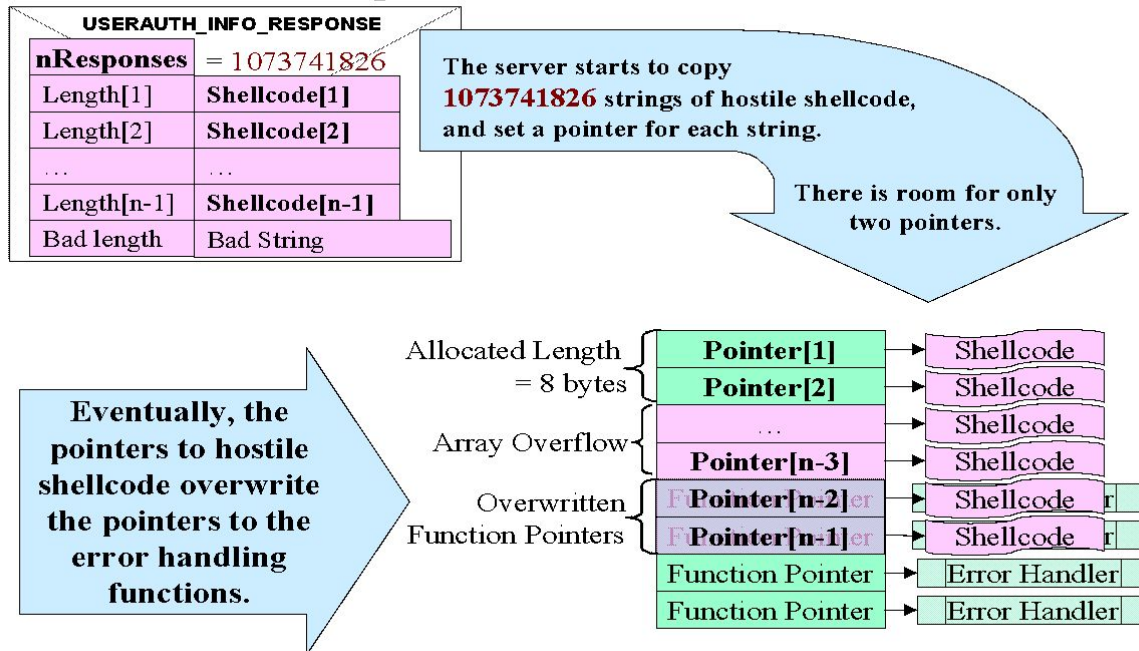 USERAUTH_INFO_RESPONSE
nResponses = 1073741826
Length[1] Shellcode[1]
Length[2] Shellcode[2]
... ...
Length[n-1] Shellcode[n-1]
Bad length Bad String
The server starts to copy
1073741826 strings of hostile shellcode,
and set a pointer for each string.
There is room for only
two pointers.
Eventually, the
pointers to hostile
shellcode overwrite
the pointers to the
error handling
functions.
Allocated Length
= 8 bytes
Array Overflow
Overwritten
Function Pointers
Pointer[1] Shellcode
Pointer[2] Shellcode
... Shellcode
Pointer[n-3] Shellcode
Pointer[n-2] Shellcode
Pointer[n-1] Shellcode
Function Pointer Error Handler
Function Pointer Error Handler